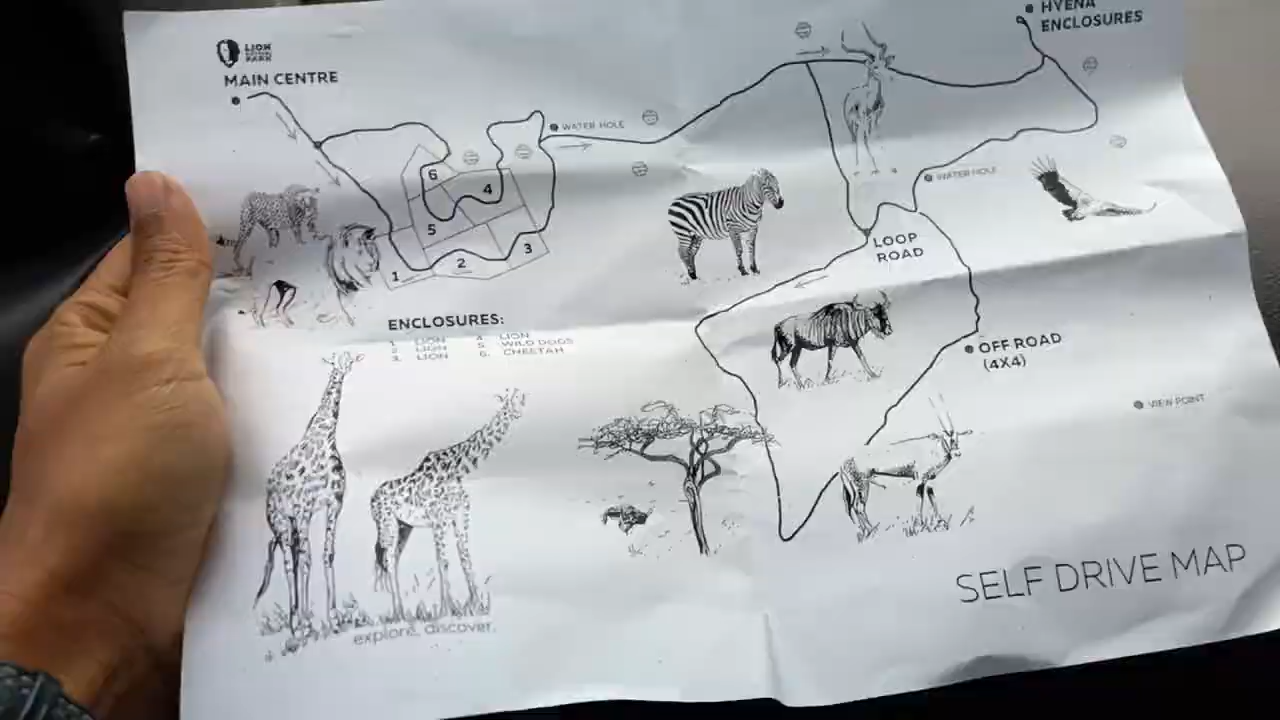 LION
PARK
MAIN CENTRE
HYENA
ENCLOSURES
WATER HOLE
6
4
5
3
2
1
WATER HOLE
LOOP
ROAD
ENCLOSURES:
1. LION 4. LION
2. LION 5. WILD DOGS
3. LION 6. CHEETAH
OFF ROAD
(4X4)
VIEW POINT
SELF DRIVE MAP
explore, discover.